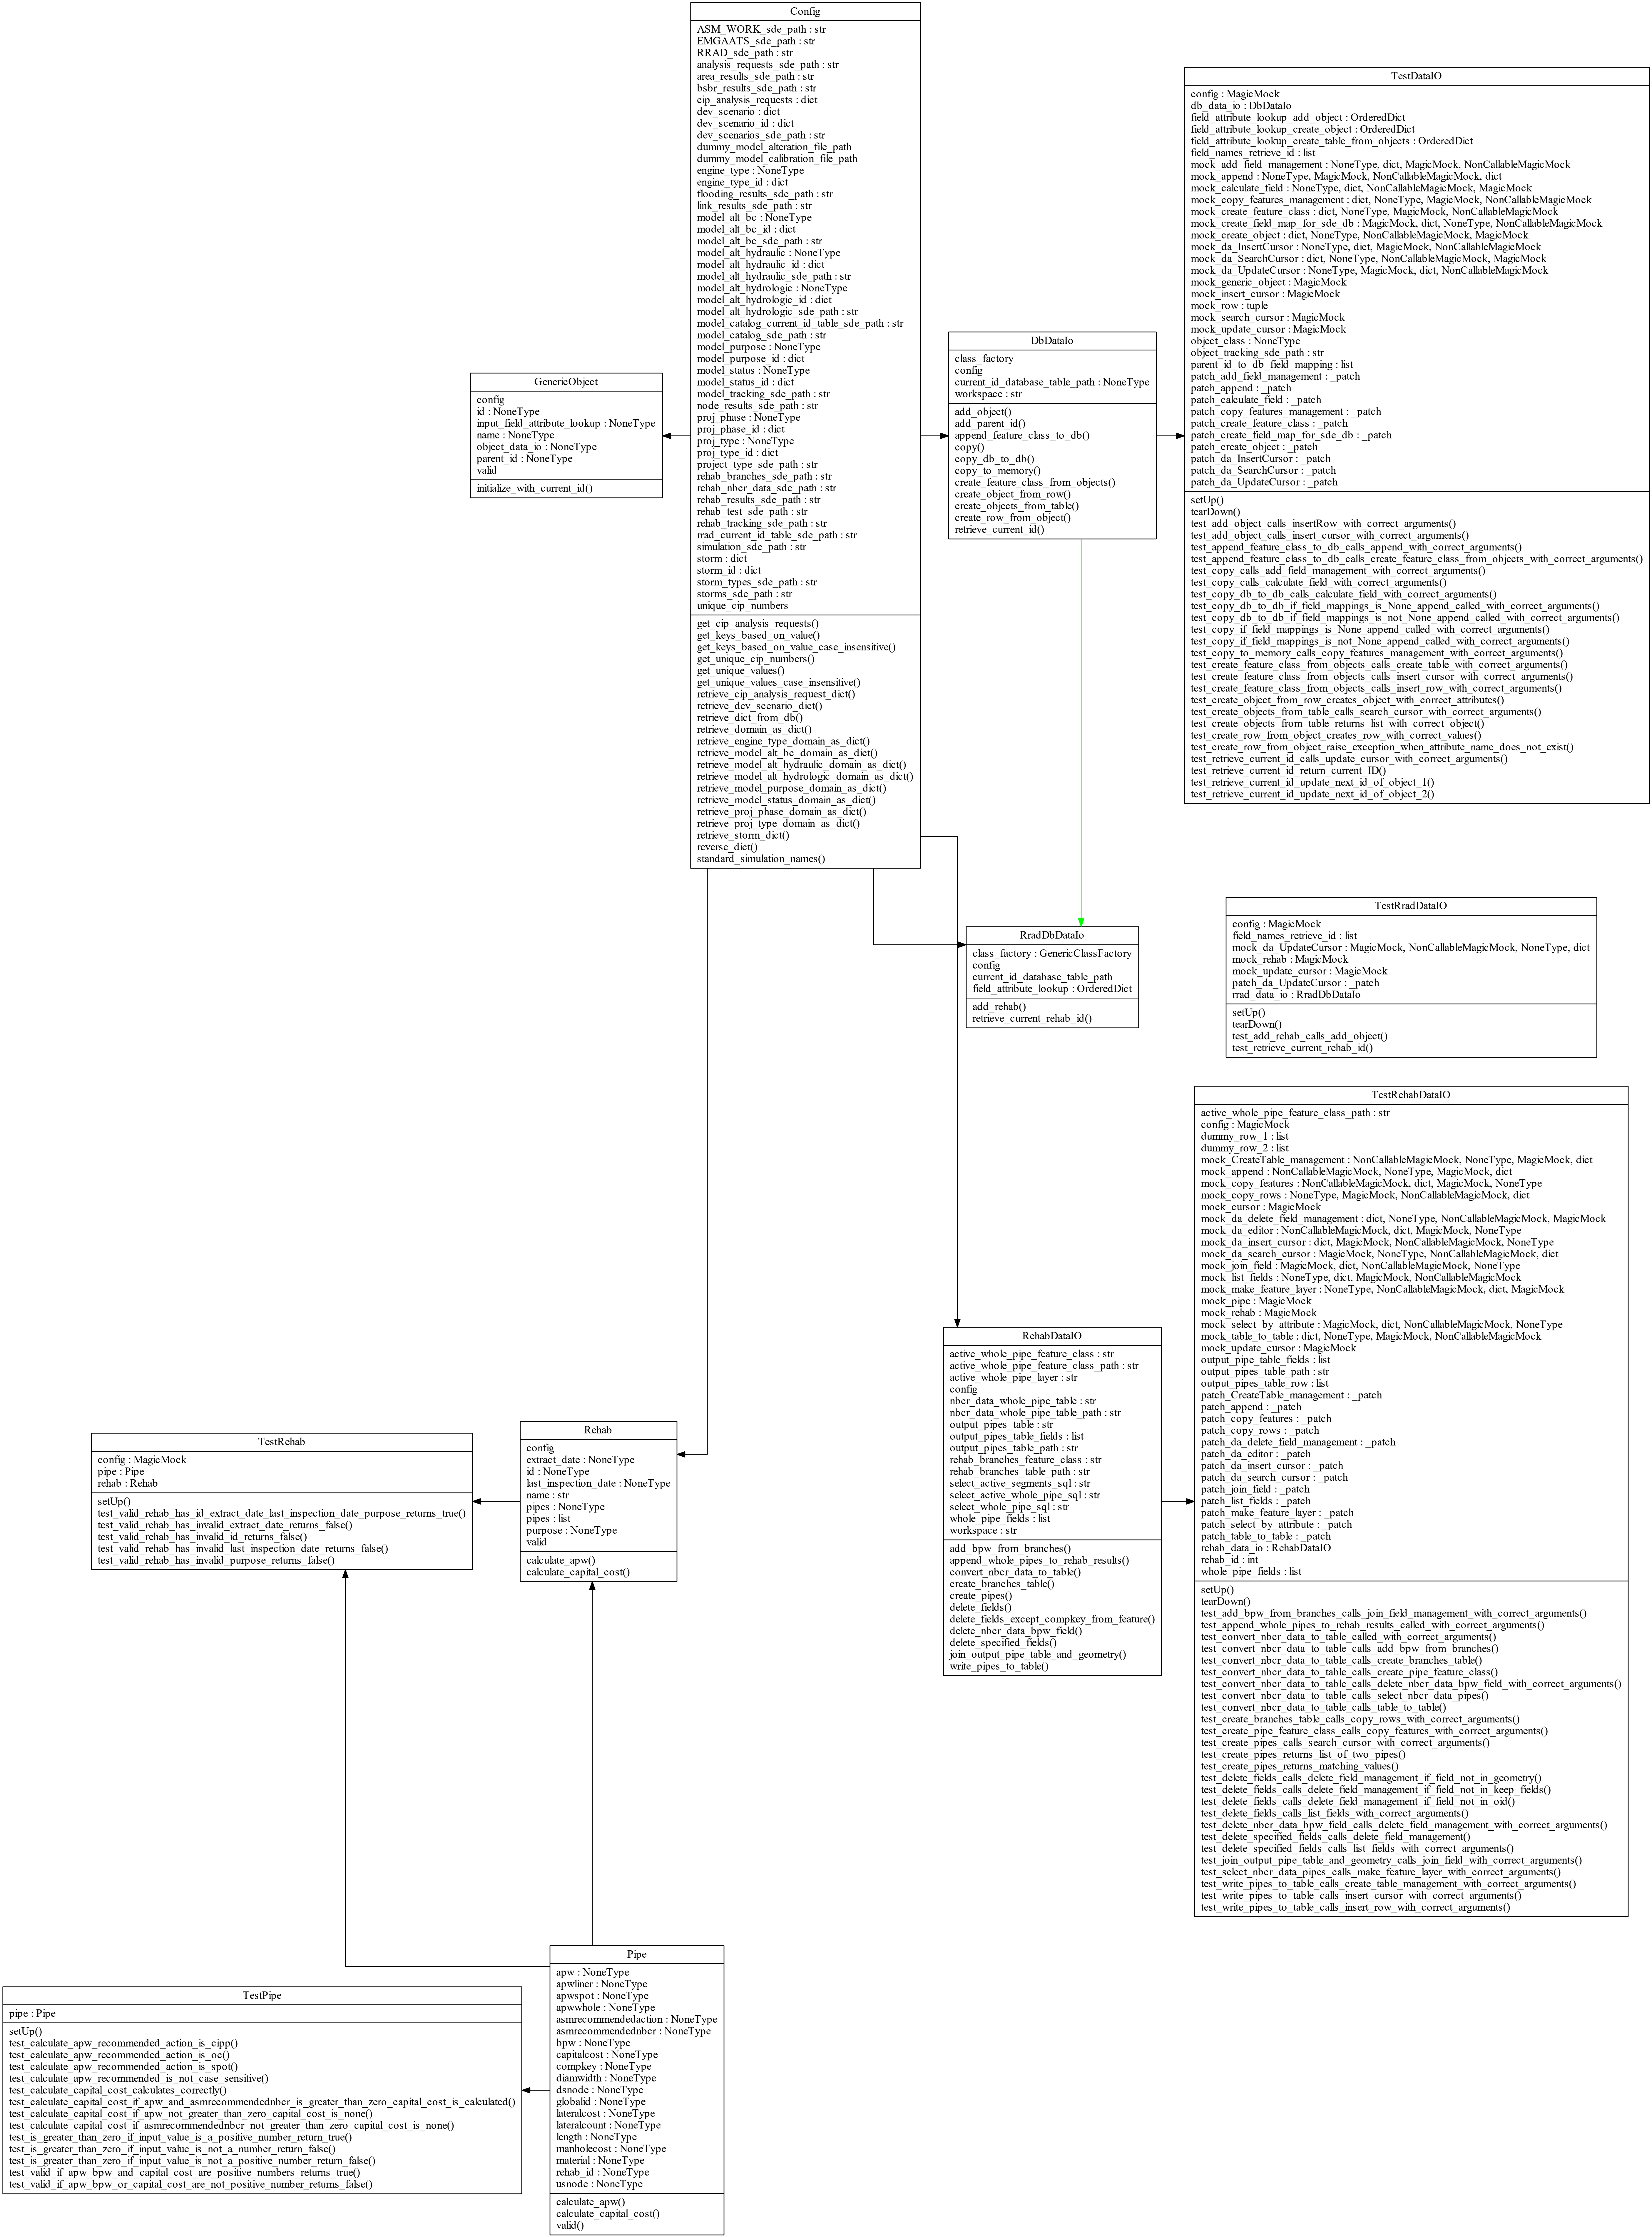 Config
ASM_WORK_sde_path : str
EMGAATS_sde_path : str
RRAD_sde_path : str
analysis_requests_sde_path : str
area_results_sde_path : str
bsbr_results_sde_path : str
cip_analysis_requests : dict
dev_scenario : dict
dev_scenario_id : dict
dev_scenarios_sde_path : str
dummy_model_alteration_file_path
dummy_model_calibration_file_path
engine_type : NoneType
engine_type_id : dict
flooding_results_sde_path : str
link_results_sde_path : str
model_alt_bc : NoneType
model_alt_bc_id : dict
model_alt_bc_sde_path : str
model_alt_hydraulic : NoneType
model_alt_hydraulic_id : dict
model_alt_hydraulic_sde_path : str
model_alt_hydrologic : NoneType
model_alt_hydrologic_id : dict
model_alt_hydrologic_sde_path : str
model_catalog_current_id_table_sde_path : str
model_catalog_sde_path : str
model_purpose : NoneType
model_purpose_id : dict
model_status : NoneType
model_status_id : dict
model_tracking_sde_path : str
node_results_sde_path : str
proj_phase : NoneType
proj_phase_id : dict
proj_type : NoneType
proj_type_id : dict
project_type_sde_path : str
rehab_branches_sde_path : str
rehab_nbcr_data_sde_path : str
rehab_results_sde_path : str
rehab_test_sde_path : str
rehab_tracking_sde_path : str
rrad_current_id_table_sde_path : str
simulation_sde_path : str
storm : dict
storm_id : dict
storm_types_sde_path : str
storms_sde_path : str
unique_cip_numbers
get_cip_analysis_requests()
get_keys_based_on_value()
get_keys_based_on_value_case_insensitive()
get_unique_cip_numbers()
get_unique_values()
get_unique_values_case_insensitive()
retrieve_cip_analysis_request_dict()
retrieve_dev_scenario_dict()
retrieve_dict_from_db()
retrieve_domain_as_dict()
retrieve_engine_type_domain_as_dict()
retrieve_model_alt_bc_domain_as_dict()
retrieve_model_alt_hydraulic_domain_as_dict()
retrieve_model_alt_hydrologic_domain_as_dict()
retrieve_model_purpose_domain_as_dict()
retrieve_model_status_domain_as_dict()
retrieve_proj_phase_domain_as_dict()
retrieve_proj_type_domain_as_dict()
retrieve_storm_dict()
reverse_dict()
standard_simulation_names()
TestDataIO
config : MagicMock
db_data_io : DbDataIo
field_attribute_lookup_add_object : OrderedDict
field_attribute_lookup_create_object : OrderedDict
field_attribute_lookup_create_table_from_objects : OrderedDict
field_names_retrieve_id : list
mock_add_field_management : NoneType, dict, MagicMock, NonCallableMagicMock
mock_append : NoneType, MagicMock, NonCallableMagicMock, dict
mock_calculate_field : NoneType, dict, NonCallableMagicMock, MagicMock
mock_copy_features_management : dict, NoneType, MagicMock, NonCallableMagicMock
mock_create_feature_class : dict, NoneType, MagicMock, NonCallableMagicMock
mock_create_field_map_for_sde_db : MagicMock, dict, NoneType, NonCallableMagicMock
mock_create_object : dict, NoneType, NonCallableMagicMock, MagicMock
mock_da_InsertCursor : NoneType, dict, MagicMock, NonCallableMagicMock
mock_da_SearchCursor : dict, NoneType, NonCallableMagicMock, MagicMock
mock_da_UpdateCursor : NoneType, MagicMock, dict, NonCallableMagicMock
mock_generic_object : MagicMock
mock_insert_cursor : MagicMock
mock_row : tuple
mock_search_cursor : MagicMock
mock_update_cursor : MagicMock
object_class : NoneType
object_tracking_sde_path : str
parent_id_to_db_field_mapping : list
patch_add_field_management : _patch
patch_append : _patch
patch_calculate_field : _patch
patch_copy_features_management : _patch
patch_create_feature_class : _patch
patch_create_field_map_for_sde_db : _patch
patch_create_object : _patch
patch_da_InsertCursor : _patch
patch_da_SearchCursor : _patch
patch_da_UpdateCursor : _patch
setUp()
tearDown()
test_add_object_calls_insertRow_with_correct_arguments()
test_add_object_calls_insert_cursor_with_correct_arguments()
test_append_feature_class_to_db_calls_append_with_correct_arguments()
test_append_feature_class_to_db_calls_create_feature_class_from_objects_with_correct_arguments()
test_copy_calls_add_field_management_with_correct_arguments()
test_copy_calls_calculate_field_with_correct_arguments()
test_copy_db_to_db_calls_calculate_field_with_correct_arguments()
test_copy_db_to_db_if_field_mappings_is_None_append_called_with_correct_arguments()
test_copy_db_to_db_if_field_mappings_is_not_None_append_called_with_correct_arguments()
test_copy_if_field_mappings_is_None_append_called_with_correct_arguments()
test_copy_if_field_mappings_is_not_None_append_called_with_correct_arguments()
test_copy_to_memory_calls_copy_features_management_with_correct_arguments()
test_create_feature_class_from_objects_calls_create_table_with_correct_arguments()
test_create_feature_class_from_objects_calls_insert_cursor_with_correct_arguments()
test_create_feature_class_from_objects_calls_insert_row_with_correct_arguments()
test_create_object_from_row_creates_object_with_correct_attributes()
test_create_objects_from_table_calls_search_cursor_with_correct_arguments()
test_create_objects_from_table_returns_list_with_correct_object()
test_create_row_from_object_creates_row_with_correct_values()
test_create_row_from_object_raise_exception_when_attribute_name_does_not_exist()
test_retrieve_current_id_calls_update_cursor_with_correct_arguments()
test_retrieve_current_id_return_current_ID()
test_retrieve_current_id_update_next_id_of_object_1()
test_retrieve_current_id_update_next_id_of_object_2()
DbDataIo
class_factory
config
current_id_database_table_path : NoneType
workspace : str
add_object()
add_parent_id()
append_feature_class_to_db()
copy()
copy_db_to_db()
copy_to_memory()
create_feature_class_from_objects()
create_object_from_row()
create_objects_from_table()
create_row_from_object()
retrieve_current_id()
GenericObject
config
id : NoneType
input_field_attribute_lookup : NoneType
name : NoneType
object_data_io : NoneType
parent_id : NoneType
valid
initialize_with_current_id()
TestRradDataIO
config : MagicMock
field_names_retrieve_id : list
mock_da_UpdateCursor : MagicMock, NonCallableMagicMock, NoneType, dict
mock_rehab : MagicMock
mock_update_cursor : MagicMock
patch_da_UpdateCursor : _patch
rrad_data_io : RradDbDataIo
setUp()
tearDown()
test_add_rehab_calls_add_object()
test_retrieve_current_rehab_id()
RradDbDataIo
class_factory : GenericClassFactory
config
current_id_database_table_path
field_attribute_lookup : OrderedDict
add_rehab()
retrieve_current_rehab_id()
TestRehabDataIO
active_whole_pipe_feature_class_path : str
config : MagicMock
dummy_row_1 : list
dummy_row_2 : list
mock_CreateTable_management : NonCallableMagicMock, NoneType, MagicMock, dict
mock_append : NonCallableMagicMock, NoneType, MagicMock, dict
mock_copy_features : NonCallableMagicMock, dict, MagicMock, NoneType
mock_copy_rows : NoneType, MagicMock, NonCallableMagicMock, dict
mock_cursor : MagicMock
mock_da_delete_field_management : dict, NoneType, NonCallableMagicMock, MagicMock
mock_da_editor : NonCallableMagicMock, dict, MagicMock, NoneType
mock_da_insert_cursor : dict, MagicMock, NonCallableMagicMock, NoneType
mock_da_search_cursor : MagicMock, NoneType, NonCallableMagicMock, dict
mock_join_field : MagicMock, dict, NonCallableMagicMock, NoneType
mock_list_fields : NoneType, dict, MagicMock, NonCallableMagicMock
mock_make_feature_layer : NoneType, NonCallableMagicMock, dict, MagicMock
mock_pipe : MagicMock
mock_rehab : MagicMock
mock_select_by_attribute : MagicMock, dict, NonCallableMagicMock, NoneType
mock_table_to_table : dict, NoneType, MagicMock, NonCallableMagicMock
mock_update_cursor : MagicMock
output_pipe_table_fields : list
output_pipes_table_path : str
output_pipes_table_row : list
patch_CreateTable_management : _patch
patch_append : _patch
patch_copy_features : _patch
patch_copy_rows : _patch
patch_da_delete_field_management : _patch
patch_da_editor : _patch
patch_da_insert_cursor : _patch
patch_da_search_cursor : _patch
patch_join_field : _patch
patch_list_fields : _patch
patch_make_feature_layer : _patch
patch_select_by_attribute : _patch
patch_table_to_table : _patch
rehab_data_io : RehabDataIO
rehab_id : int
whole_pipe_fields : list
setUp()
tearDown()
test_add_bpw_from_branches_calls_join_field_management_with_correct_arguments()
test_append_whole_pipes_to_rehab_results_called_with_correct_arguments()
test_convert_nbcr_data_to_table_called_with_correct_arguments()
test_convert_nbcr_data_to_table_calls_add_bpw_from_branches()
test_convert_nbcr_data_to_table_calls_create_branches_table()
test_convert_nbcr_data_to_table_calls_create_pipe_feature_class()
test_convert_nbcr_data_to_table_calls_delete_nbcr_data_bpw_field_with_correct_arguments()
test_convert_nbcr_data_to_table_calls_select_nbcr_data_pipes()
test_convert_nbcr_data_to_table_calls_table_to_table()
test_create_branches_table_calls_copy_rows_with_correct_arguments()
test_create_pipe_feature_class_calls_copy_features_with_correct_arguments()
test_create_pipes_calls_search_cursor_with_correct_arguments()
test_create_pipes_returns_list_of_two_pipes()
test_create_pipes_returns_matching_values()
test_delete_fields_calls_delete_field_management_if_field_not_in_geometry()
test_delete_fields_calls_delete_field_management_if_field_not_in_keep_fields()
test_delete_fields_calls_delete_field_management_if_field_not_in_oid()
test_delete_fields_calls_list_fields_with_correct_arguments()
test_delete_nbcr_data_bpw_field_calls_delete_field_management_with_correct_arguments()
test_delete_specified_fields_calls_delete_field_management()
test_delete_specified_fields_calls_list_fields_with_correct_arguments()
test_join_output_pipe_table_and_geometry_calls_join_field_with_correct_arguments()
test_select_nbcr_data_pipes_calls_make_feature_layer_with_correct_arguments()
test_write_pipes_to_table_calls_create_table_management_with_correct_arguments()
test_write_pipes_to_table_calls_insert_cursor_with_correct_arguments()
test_write_pipes_to_table_calls_insert_row_with_correct_arguments()
RehabDataIO
active_whole_pipe_feature_class : str
active_whole_pipe_feature_class_path : str
active_whole_pipe_layer : str
config
nbcr_data_whole_pipe_table : str
nbcr_data_whole_pipe_table_path : str
output_pipes_table : str
output_pipes_table_fields : list
output_pipes_table_path : str
rehab_branches_feature_class : str
rehab_branches_table_path : str
select_active_segments_sql : str
select_active_whole_pipe_sql : str
select_whole_pipe_sql : str
whole_pipe_fields : list
workspace : str
add_bpw_from_branches()
append_whole_pipes_to_rehab_results()
convert_nbcr_data_to_table()
create_branches_table()
create_pipes()
delete_fields()
delete_fields_except_compkey_from_feature()
delete_nbcr_data_bpw_field()
delete_specified_fields()
join_output_pipe_table_and_geometry()
write_pipes_to_table()
Rehab
config
extract_date : NoneType
id : NoneType
last_inspection_date : NoneType
name : str
pipes : NoneType
pipes : list
purpose : NoneType
valid
calculate_apw()
calculate_capital_cost()
TestRehab
config : MagicMock
pipe : Pipe
rehab : Rehab
setUp()
test_valid_rehab_has_id_extract_date_last_inspection_date_purpose_returns_true()
test_valid_rehab_has_invalid_extract_date_returns_false()
test_valid_rehab_has_invalid_id_returns_false()
test_valid_rehab_has_invalid_last_inspection_date_returns_false()
test_valid_rehab_has_invalid_purpose_returns_false()
Pipe
apw : NoneType
apwliner : NoneType
apwspot : NoneType
apwwhole : NoneType
asmrecommendedaction : NoneType
asmrecommendednbcr : NoneType
bpw : NoneType
capitalcost : NoneType
compkey : NoneType
diamwidth : NoneType
dsnode : NoneType
globalid : NoneType
lateralcost : NoneType
lateralcount : NoneType
length : NoneType
manholecost : NoneType
material : NoneType
rehab_id : NoneType
usnode : NoneType
calculate_apw()
calculate_capital_cost()
valid()
TestPipe
pipe : Pipe
setUp()
test_calculate_apw_recommended_action_is_cipp()
test_calculate_apw_recommended_action_is_oc()
test_calculate_apw_recommended_action_is_spot()
test_calculate_apw_recommended_is_not_case_sensitive()
test_calculate_capital_cost_calculates_correctly()
test_calculate_capital_cost_if_apw_and_asmrecommendednbcr_is_greater_than_zero_capital_cost_is_calculated()
test_calculate_capital_cost_if_apw_not_greater_than_zero_capital_cost_is_none()
test_calculate_capital_cost_if_asmrecommendednbcr_not_greater_than_zero_capital_cost_is_none()
test_is_greater_than_zero_if_input_value_is_a_positive_number_return_true()
test_is_greater_than_zero_if_input_value_is_not_a_number_return_false()
test_is_greater_than_zero_if_input_value_is_not_a_positive_number_return_false()
test_valid_if_apw_bpw_and_capital_cost_are_positive_numbers_returns_true()
test_valid_if_apw_bpw_or_capital_cost_are_not_positive_number_returns_false()